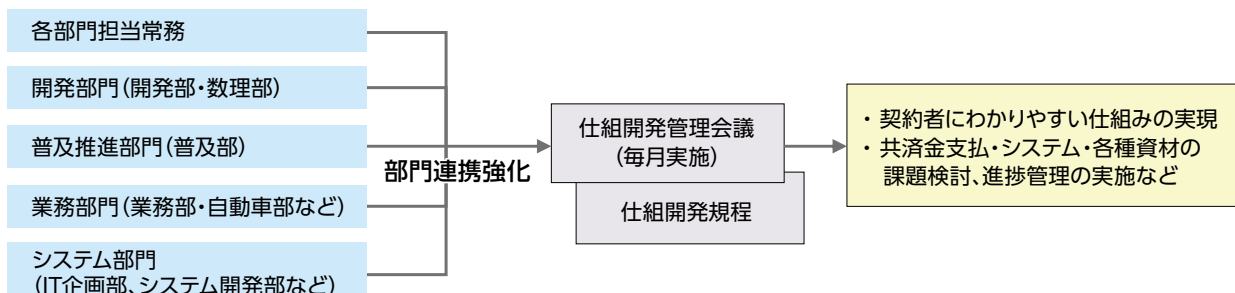 各部門担当常務
開発部門(開発部・数理部)
普及推進部門(普及部)
業務部門(業務部・自動車部など)
システム部門
(IT企画部、システム開発部など)
部門連携強化
仕組開発管理会議
(毎月実施)
仕組開発規程
・契約者にわかりやすい仕組みの実現
・共済金支払・システム・各種資材の
課題検討、進捗管理の実施など